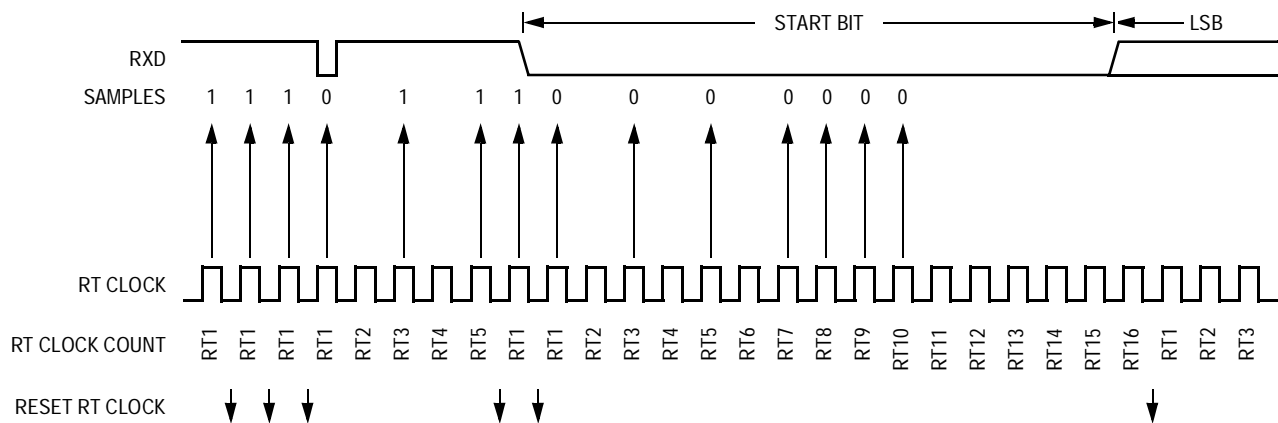 START BIT LSB
RXD
SAMPLES 1 1 1 0 1 1 1 0 0 0 0 0 0 0
RT CLOCK
RT CLOCK COUNT RT1 RT1 RT1 RT1 RT2 RT3 RT4 RT5 RT1 RT1 RT2 RT3 RT4 RT5 RT6 RT7 RT8 RT9 RT10 RT11 RT12 RT13 RT14 RT15 RT16 RT1 RT2 RT3
RESET RT CLOCK